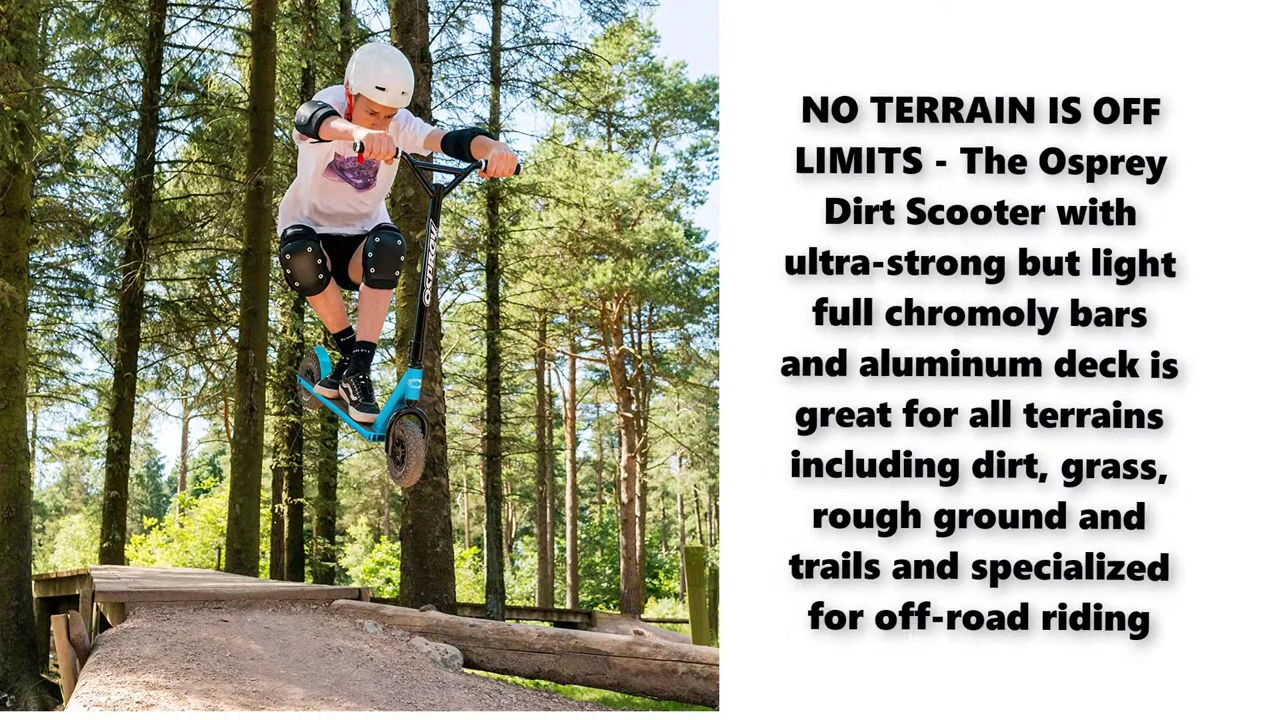 NO TERRAIN IS OFF
LIMITS - The Osprey
Dirt Scooter with
ultra-strong but light
full chromoly bars
and aluminum deck is
great for all terrains
including dirt, grass,
rough ground and
trails and specialized
for off-road riding
OSPREY